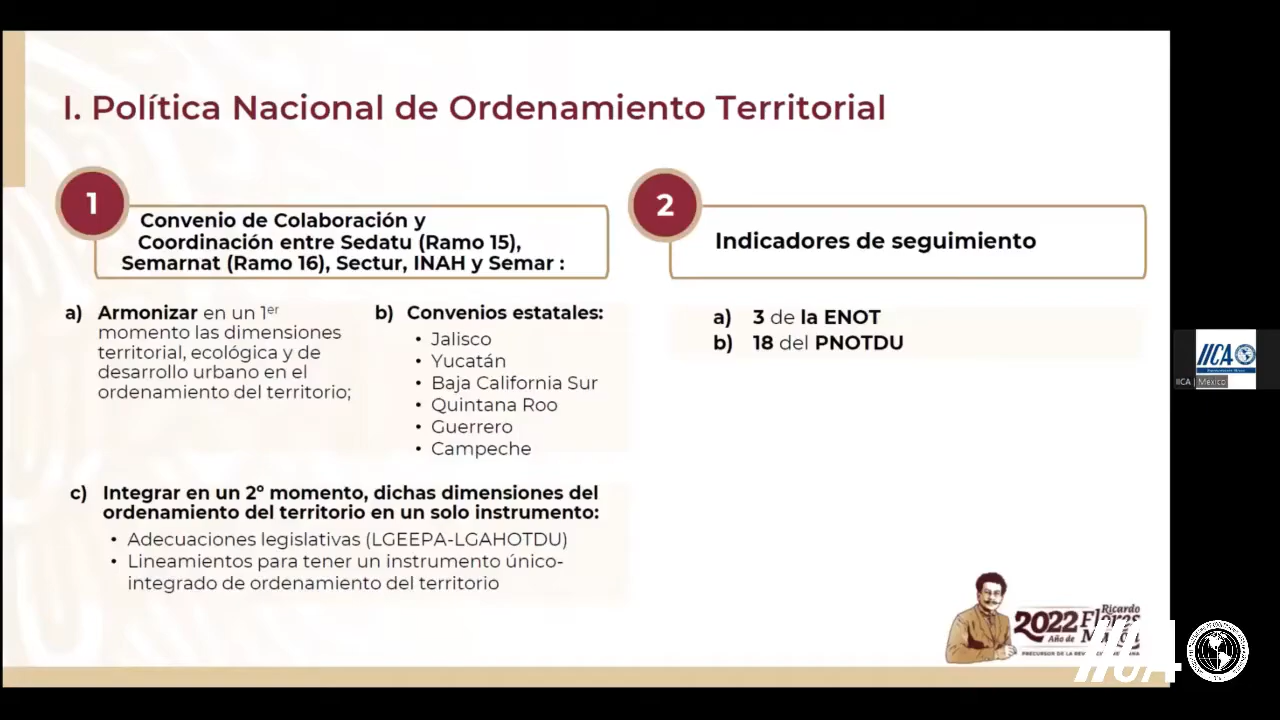 I. Política Nacional de Ordenamiento Territorial
1
Convenio de Colaboración y
Coordinación entre Sedatu (Ramo 15),
Semarnat (Ramo 16), Sectur, INAH y Semar :
a) Armonizar en un 1er
momento las dimensiones
territorial, ecológica y de
desarrollo urbano en el
ordenamiento del territorio;
b) Convenios estatales:
• Jalisco
• Yucatán
• Baja California Sur
• Quintana Roo
• Guerrero
• Campeche
c) Integrar en un 2º momento, dichas dimensiones del
ordenamiento del territorio en un solo instrumento:
• Adecuaciones legislativas (LGEEPA-LGAHOTDU)
• Lineamientos para tener un instrumento único-
integrado de ordenamiento del territorio
2
Indicadores de seguimiento
a) 3 de la ENOT
b) 18 del PNOTDU
IICA
IICA | Mexico
2022 Ricardo
Flores
Año de
PRECURSOR DE LA
IICA